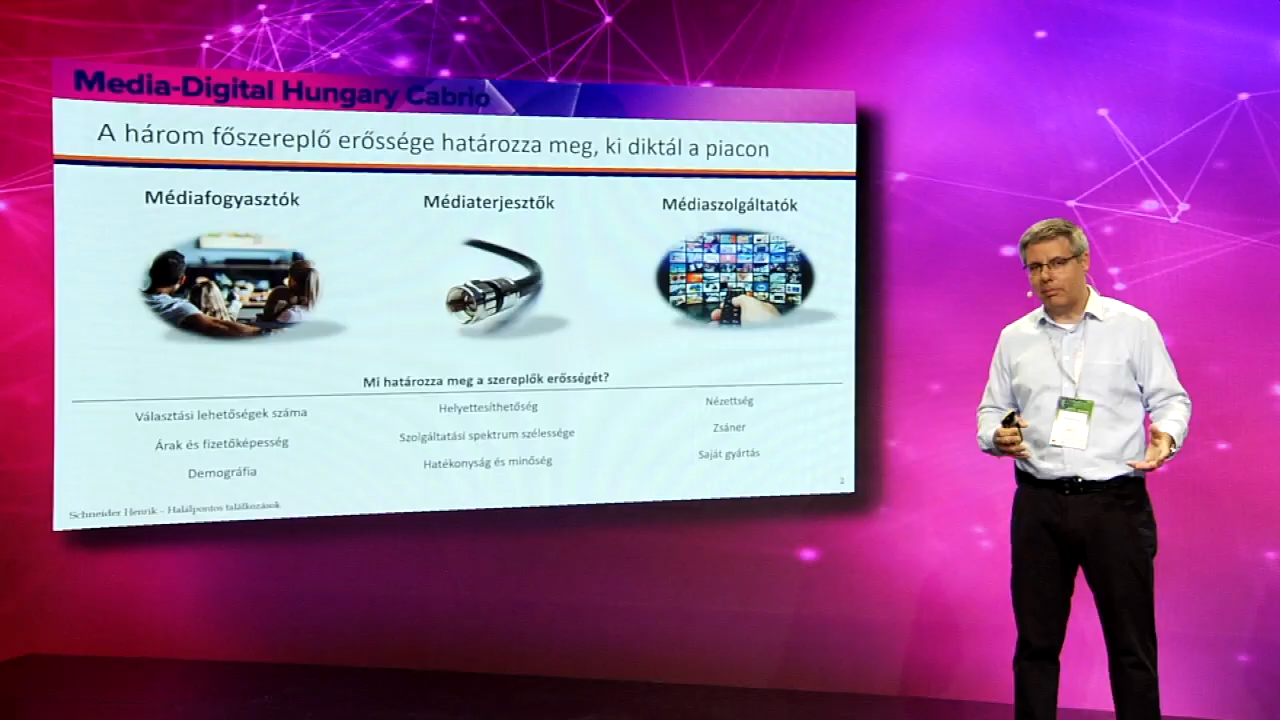 Media-Digital Hungary Cabrio
A három főszereplő erőssége határozza meg, ki diktál a piacon
Médiafogyasztók
Médiaterjesztők
Médiaszolgáltatók
Mi határozza meg a szereplők erősségét?
Választási lehetőségek száma
Árak és fizetőképesség
Demográfia
Helyettesíthetőség
Szolgáltatási spektrum szélessége
Hatékonyság és minőség
Nézettség
Zsáner
Saját gyártás
2
Schneider Henrik - Halálpontos találkozások